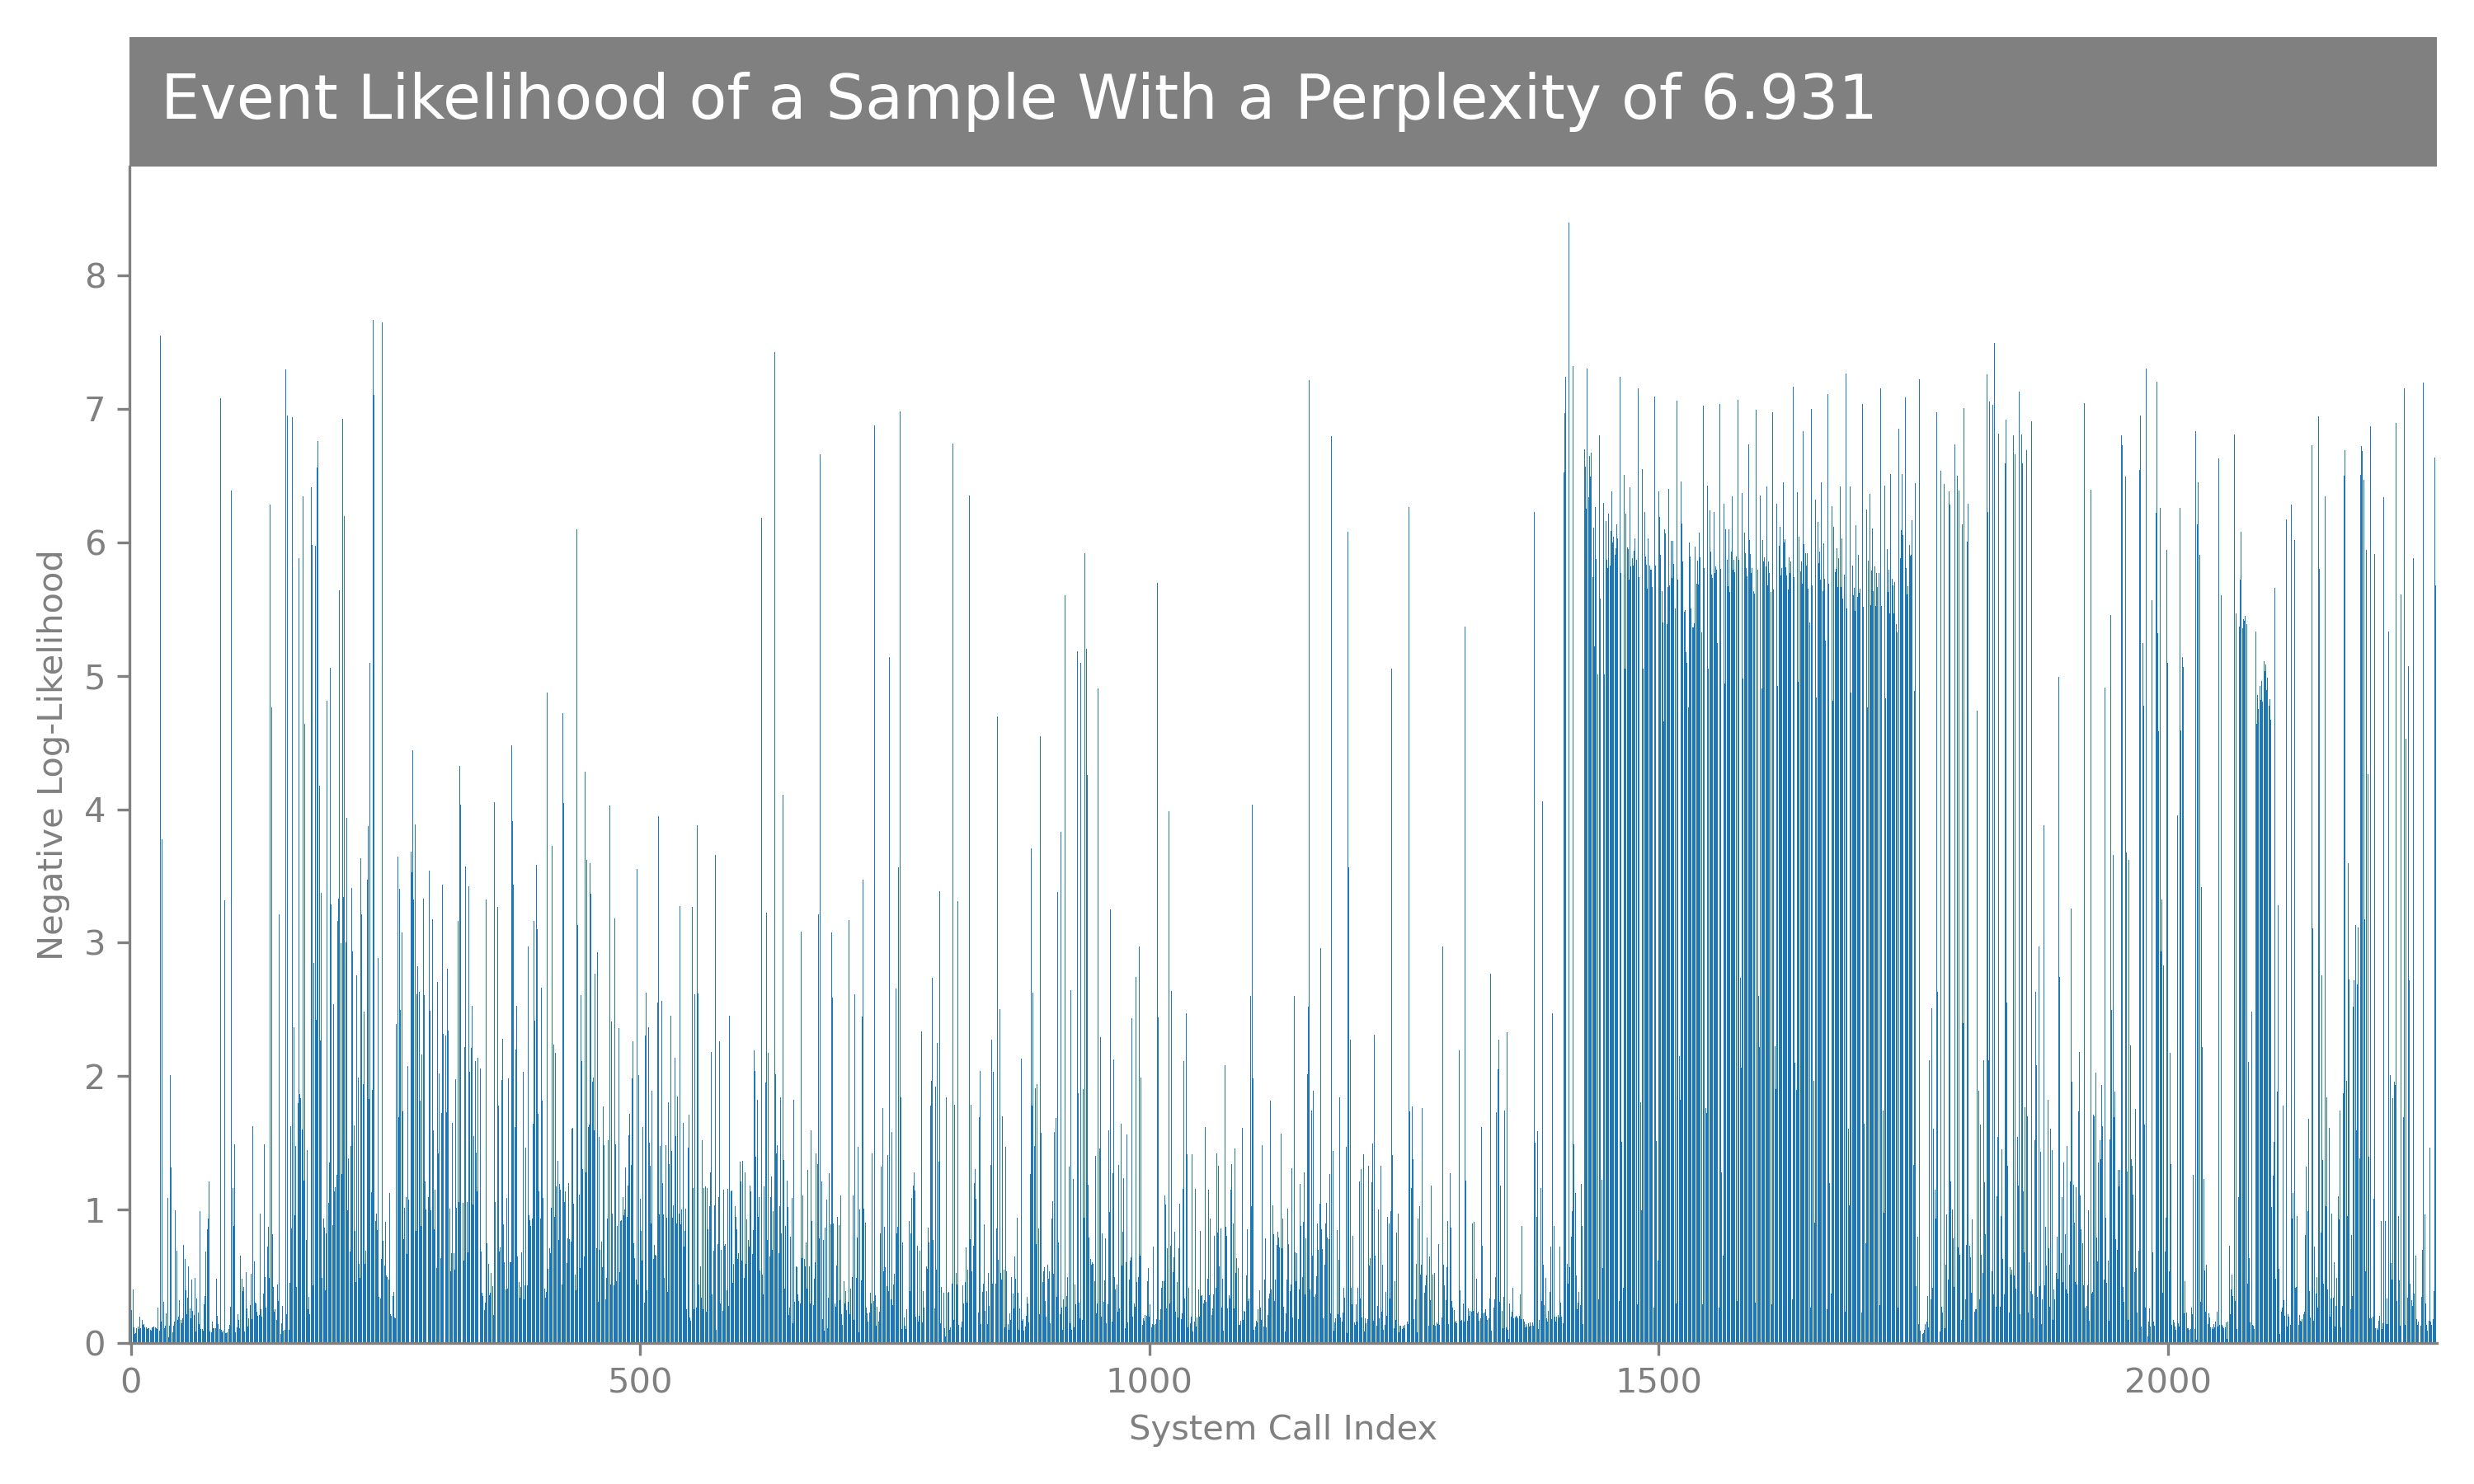 Event Likelihood of a Sample With a Perplexity of 6.931
8
7
6
5
4
3
2
1
0
Negative Log-Likelihood
0 500 1000 1500 2000
System Call Index